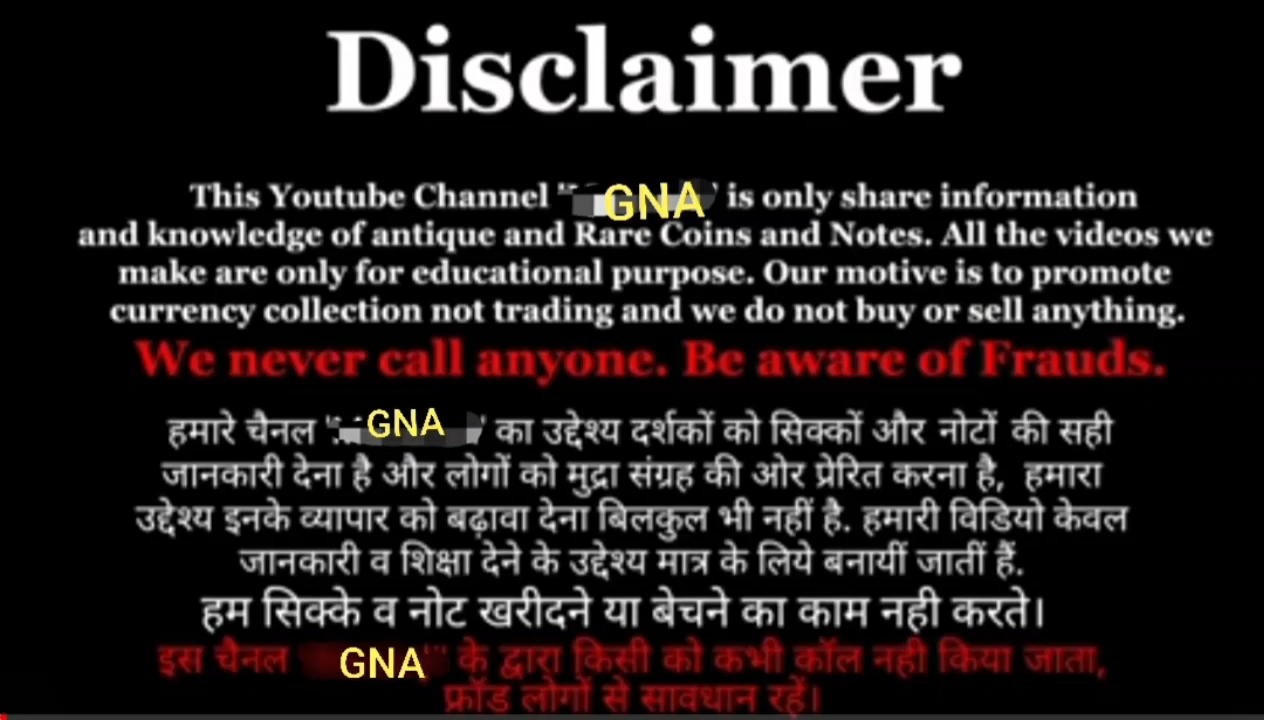 Disclaimer
This Youtube Channel "GNA" is only share information
and knowledge of antique and Rare Coins and Notes. All the videos we
make are only for educational purpose. Our motive is to promote
currency collection not trading and we do not buy or sell anything.
We never call anyone. Be aware of Frauds.
हमारे चैनल "GNA" का उद्देश्य दर्शकों को सिक्कों और नोटों की सही
जानकारी देना है और लोगों को मुद्रा संग्रह की ओर प्रेरित करना है, हमारा
उद्देश्य इनके व्यापार को बढ़ावा देना बिलकुल भी नहीं है. हमारी विडियो केवल
जानकारी व शिक्षा देने के उद्देश्य मात्र के लिये बनायीं जातीं हैं.
हम सिक्के व नोट खरीदने या बेचने का काम नही करते।
इस चैनल GNA" के द्वारा किसी को कभी कॉल नही किया जाता,
फ्रॉड लोगों से सावधान रहें।